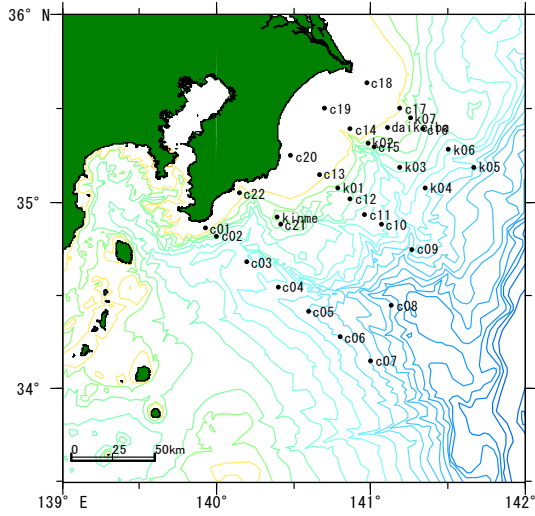 36° N
c18
c19
c17
k07
daikiba
c16
c14
k02
c15
k06
c20
k03
k05
c13
k01
k04
c22
c12
35°
kinme
c21
c11
c10
c01
c02
c09
c03
c04
c05
c08
c06
c07
34°
0 25 50km
139° E 140° 141° 142°